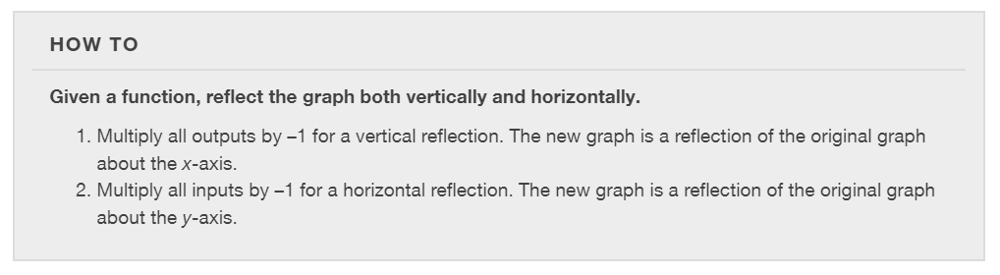 HOW TO
Given a function, reflect the graph both vertically and horizontally.
1. Multiply all outputs by –1 for a vertical reflection. The new graph is a reflection of the original graph
about the x-axis.
2. Multiply all inputs by –1 for a horizontal reflection. The new graph is a reflection of the original graph
about the y-axis.